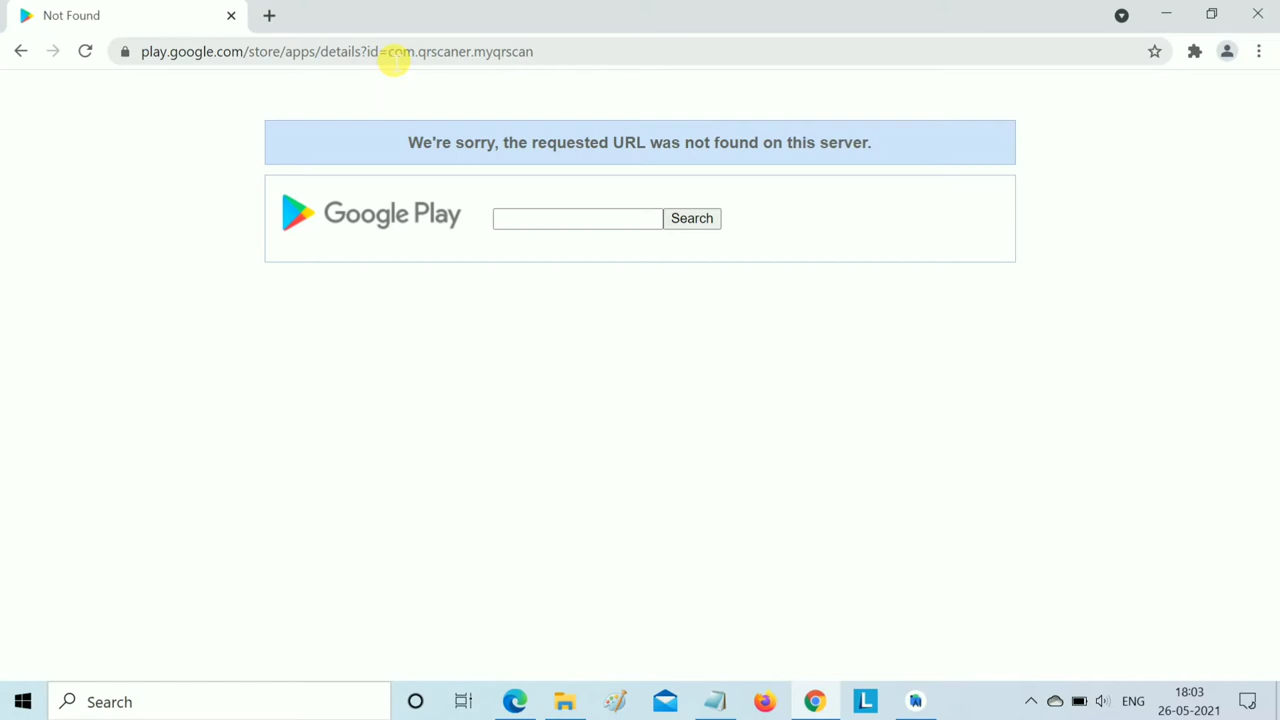 Not Found
play.google.com/store/apps/details?id=com.qrscaner.myqrscan
We're sorry, the requested URL was not found on this server.
Google Play
Search
Search
L
ENG
18:03
26-05-2021